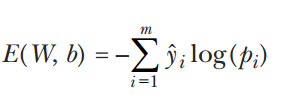 E(W, b) = −∑_{i=1}^{m} ŷ_i log(p_i)